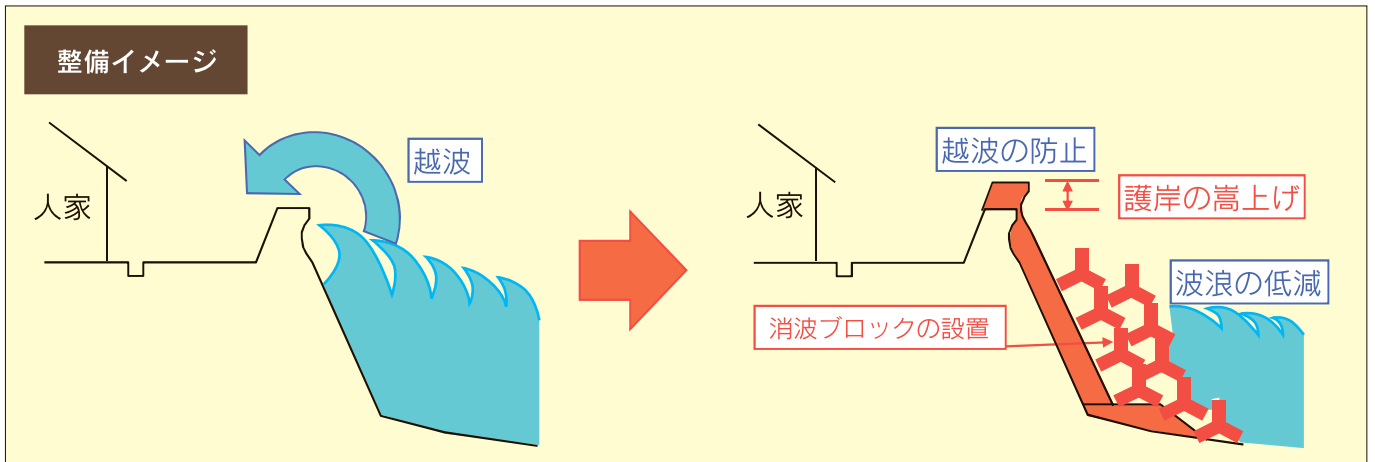 整備イメージ
人家
越波
人家
越波の防止
護岸の嵩上げ
波浪の低減
消波ブロックの設置